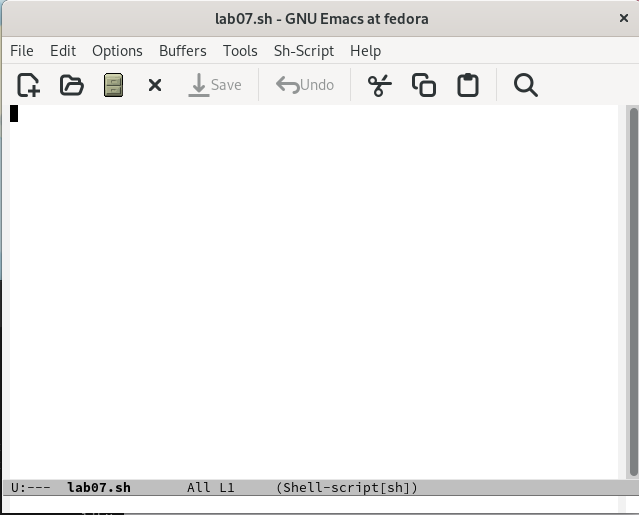 lab07.sh - GNU Emacs at fedora ×
File Edit Options Buffers Tools Sh-Script Help
Save Undo
U:--- lab07.sh All L1 (Shell-script[sh])